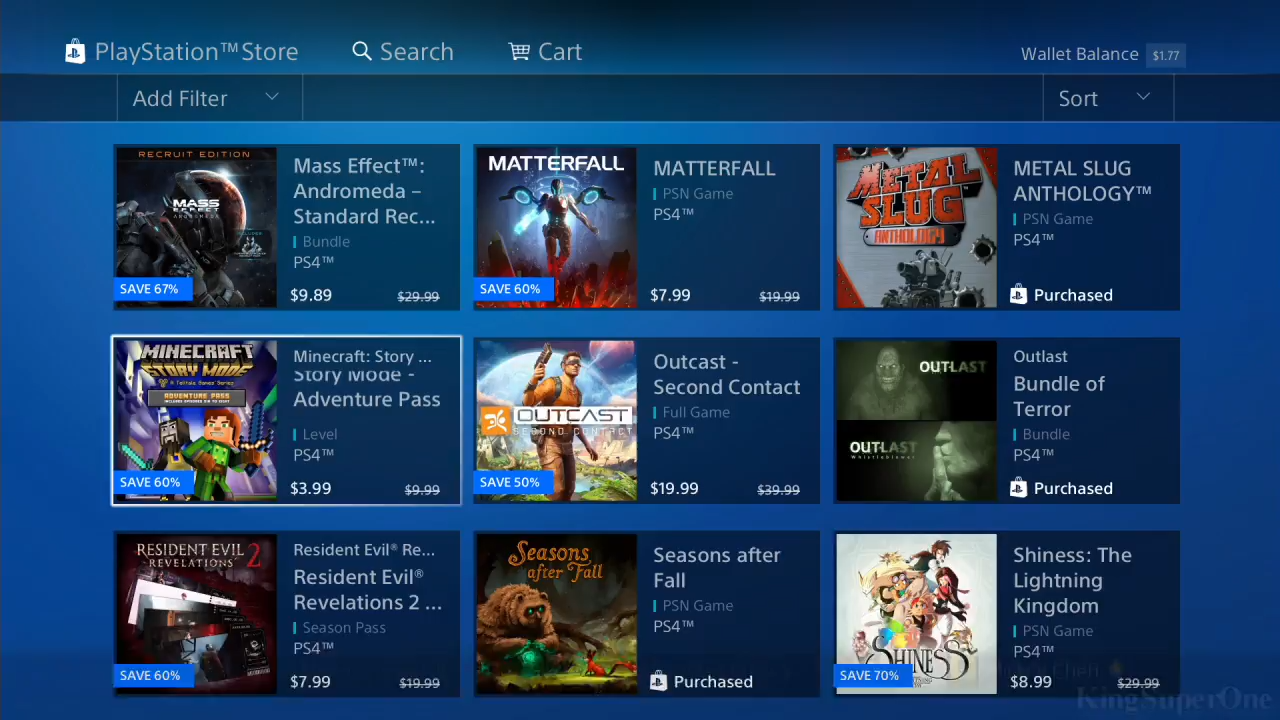 PlayStation™Store
Search
Cart
Wallet Balance $1.77
Add Filter
Sort
RECRUIT EDITION
MASS
EFFECT
ANDROMEDA
SAVE 67%
Mass Effect™:
Andromeda –
Standard Rec...
Bundle
PS4™
$9.89 $29.99
MATTERFALL
SAVE 60%
MATTERFALL
PSN Game
PS4™
$7.99 $19.99
METAL
SLUG
ANTHOLOGY
METAL SLUG
ANTHOLOGY™
PSN Game
PS4™
Purchased
MINECRAFT
STORY MODE
A Telltale Games Series
ADVENTURE PASS
SAVE 60%
Minecraft: Story ...
Story Mode -
Adventure Pass
Level
PS4™
$3.99 $9.99
OUTCAST
SECOND CONTACT
SAVE 50%
Outcast -
Second Contact
Full Game
PS4™
$19.99 $39.99
OUTLAST
OUTLAST
Whistleblower
Outlast
Bundle of
Terror
Bundle
PS4™
Purchased
RESIDENT EVIL
REVELATIONS 2
SAVE 60%
Resident Evil® Re...
Resident Evil®
Revelations 2 ...
Season Pass
PS4™
$7.99 $19.99
Seasons
after Fall
Seasons after
Fall
PSN Game
PS4™
Purchased
SHINESS
SAVE 70%
Shiness: The
Lightning
Kingdom
PSN Game
PS4™
$8.99 $29.99
KingSuperOne